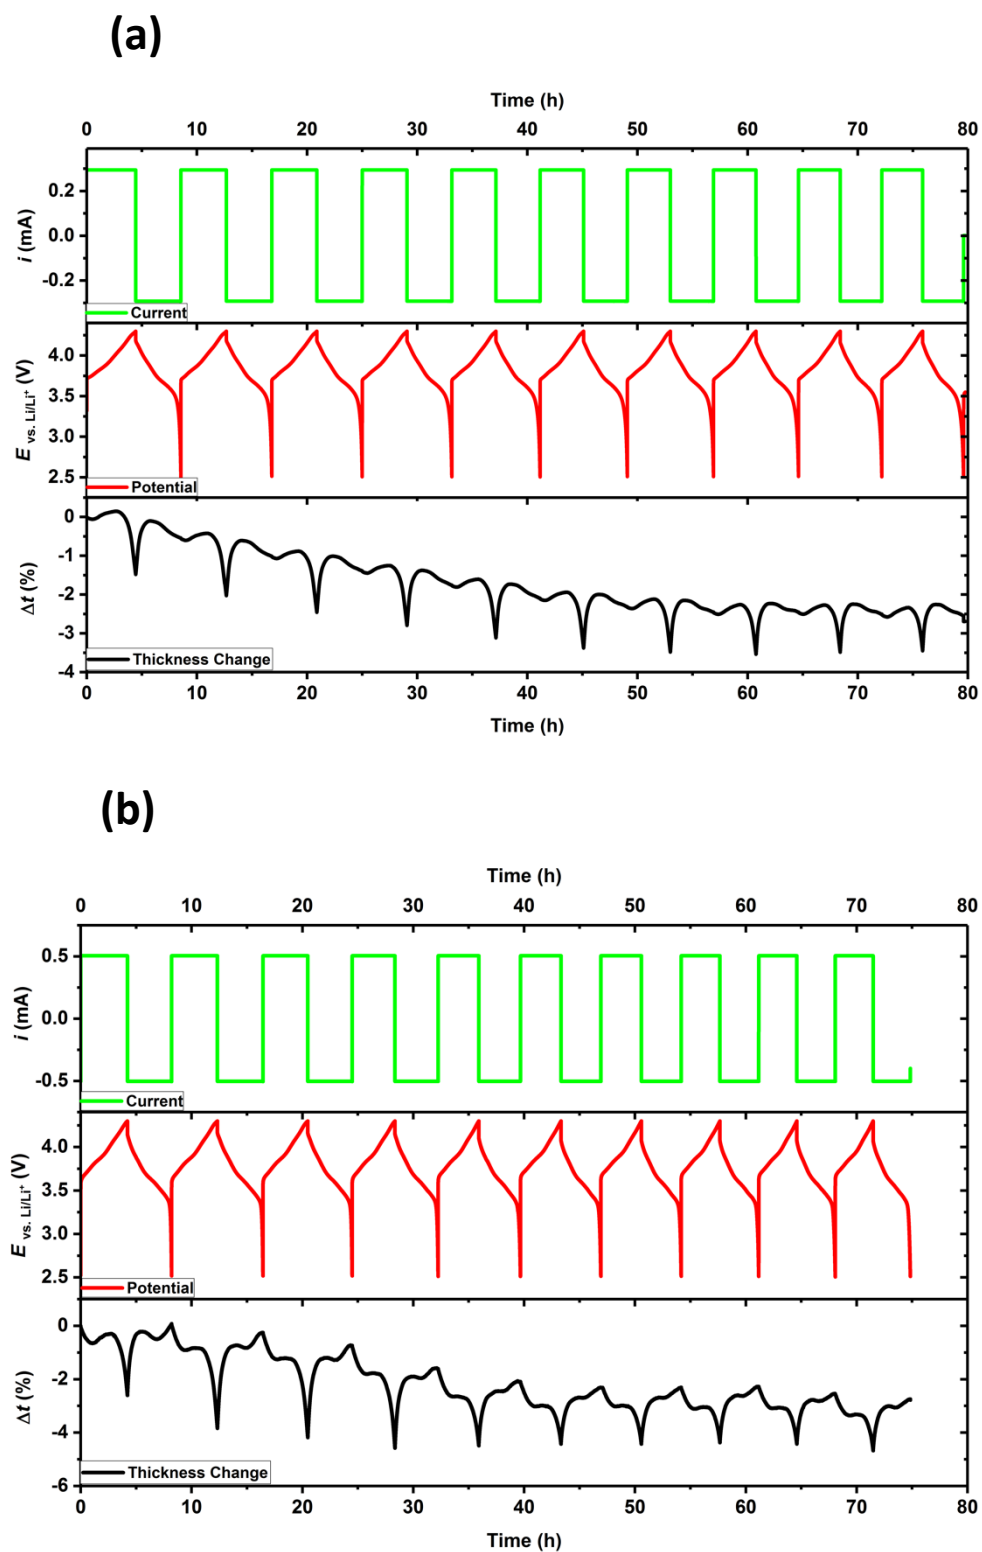 (a)
Time (h)
0 10 20 30 40 50 60 70 80
i (mA)
0.2
0.0
-0.2
Current
E vs. Li/Li⁺ (V)
4.0
3.5
3.0
2.5
Potential
Δt (%)
0
-1
-2
-3
-4
Thickness Change
0 10 20 30 40 50 60 70 80
Time (h)
(b)
Time (h)
0 10 20 30 40 50 60 70 80
i (mA)
0.5
0.0
-0.5
Current
E vs. Li/Li⁺ (V)
4.0
3.5
3.0
2.5
Potential
Δt (%)
0
-2
-4
-6
Thickness Change
0 10 20 30 40 50 60 70 80
Time (h)